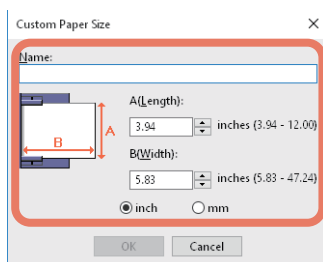 Custom Paper Size
Name:
A(Length):
3.94 inches (3.94 - 12.00)
A
B
B(Width):
5.83 inches (5.83 - 47.24)
inch mm
OK Cancel